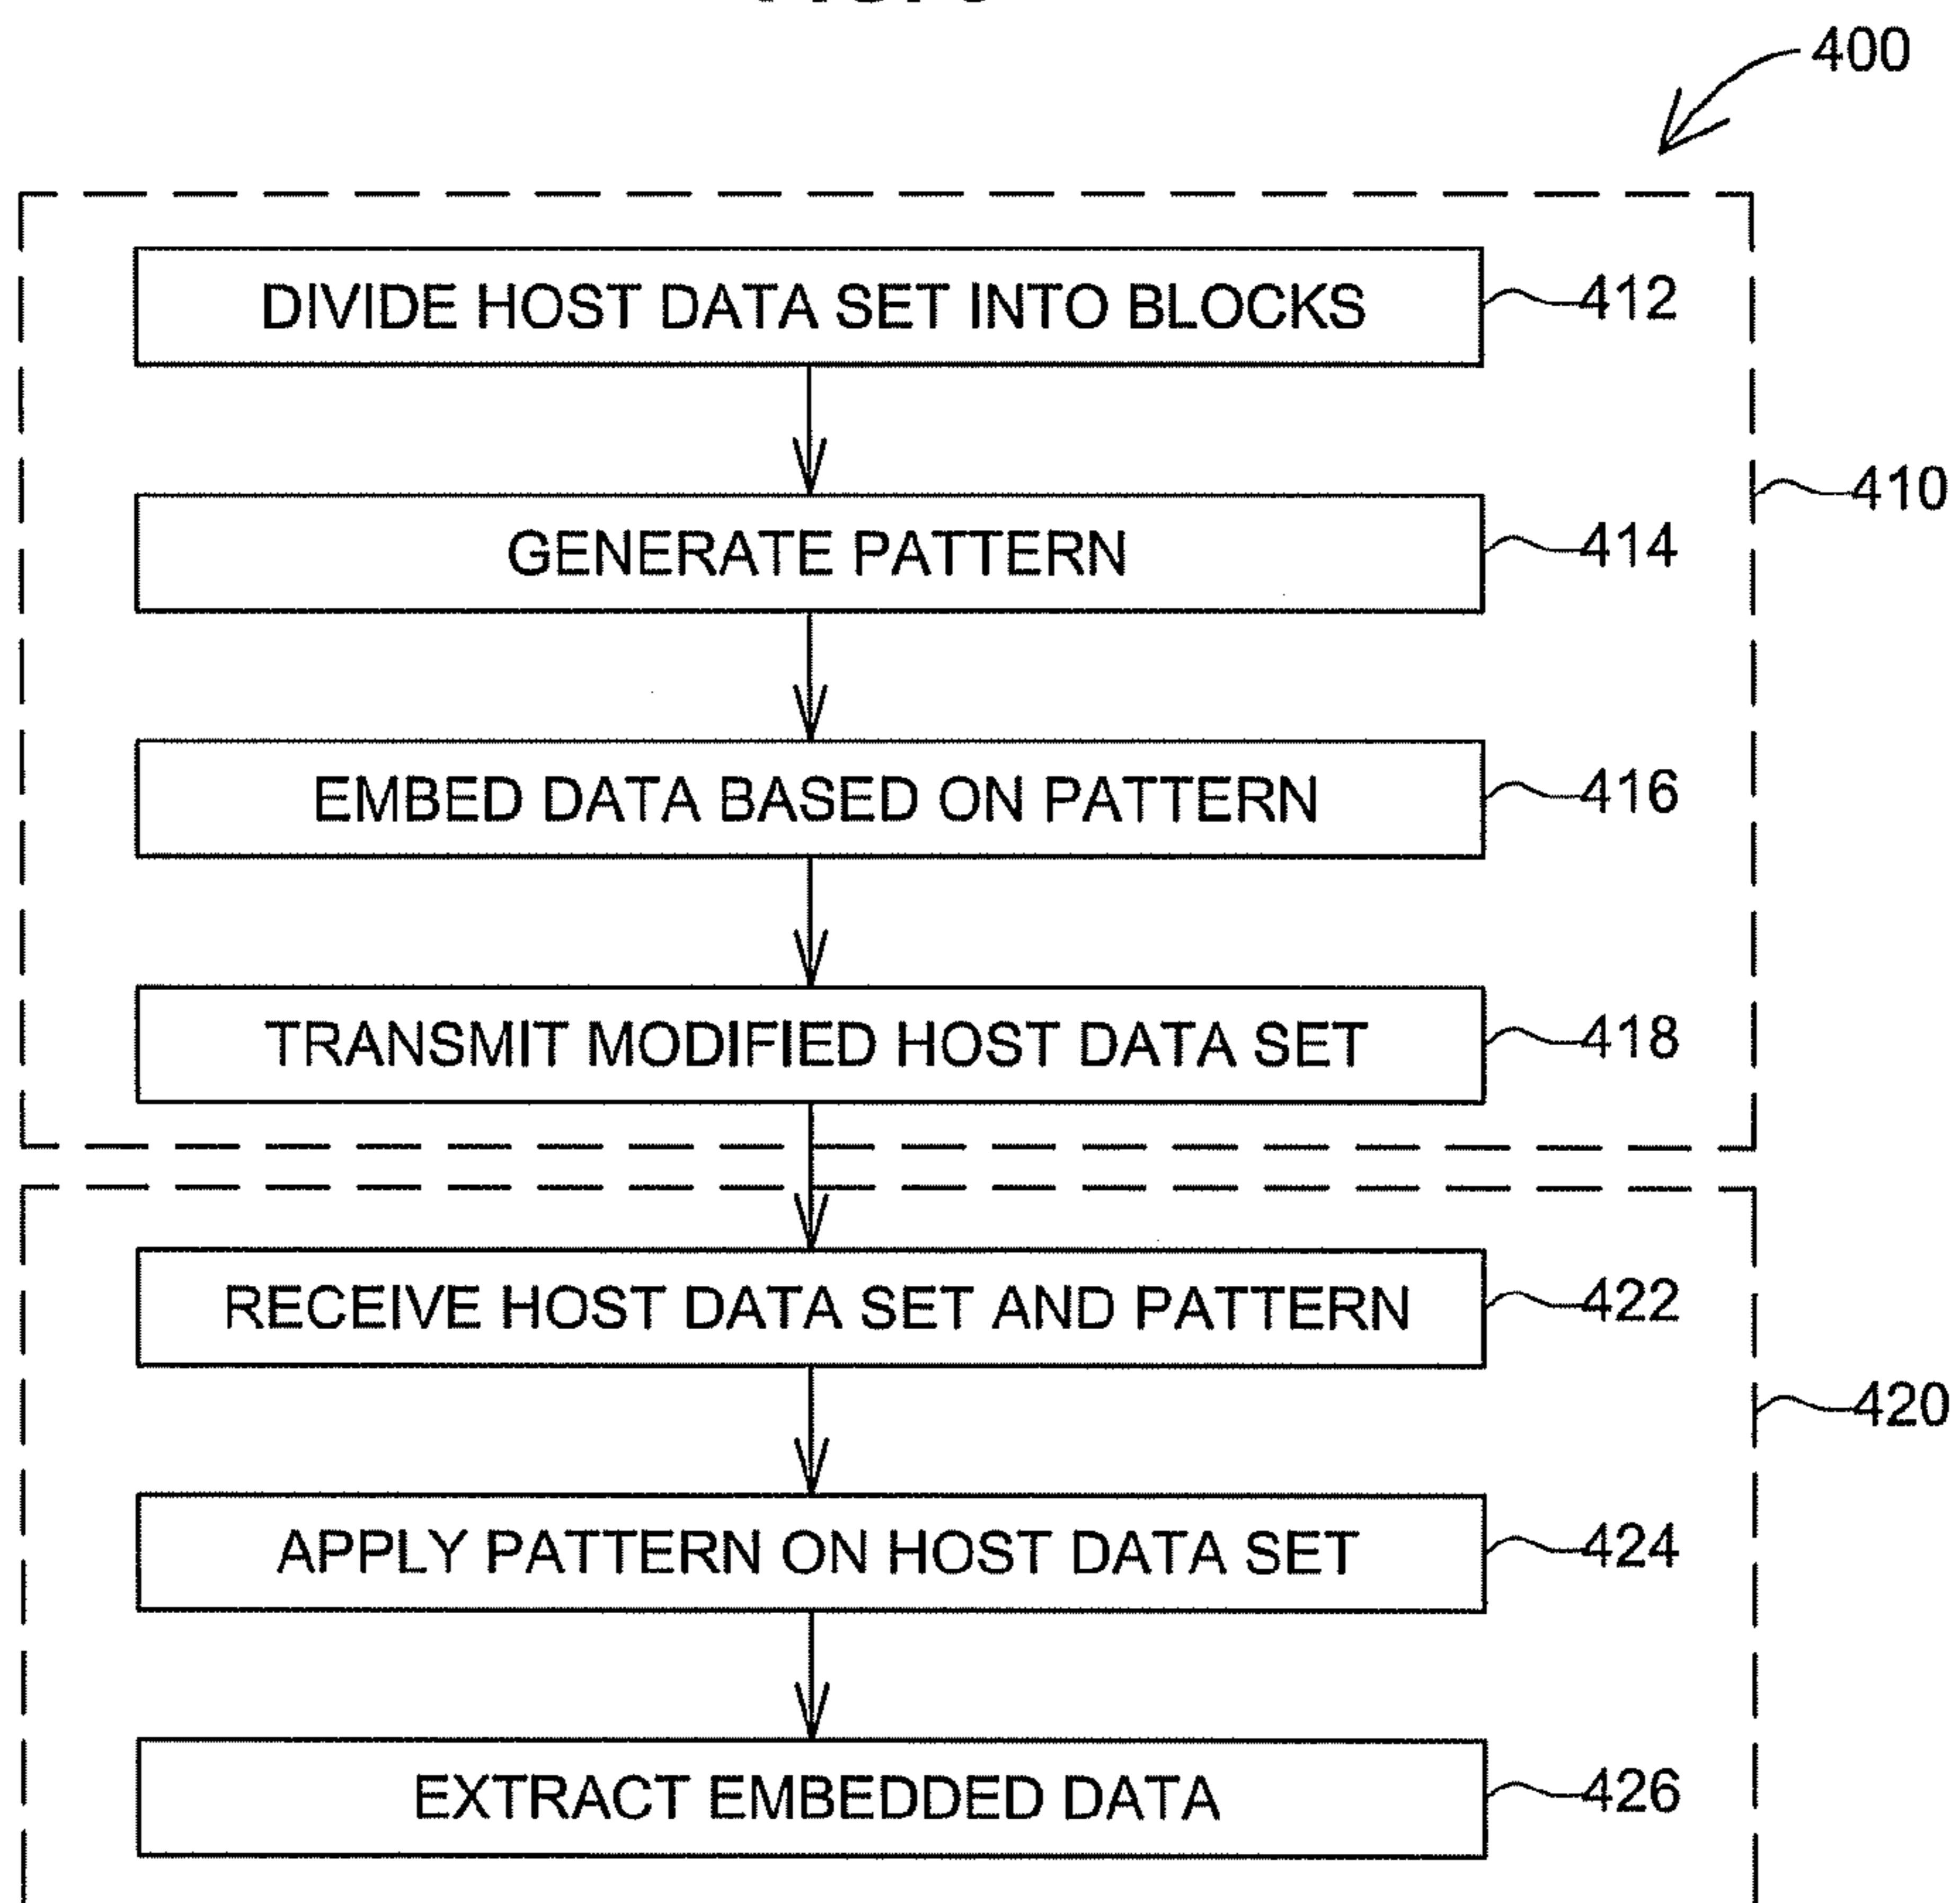 400
DIVIDE HOST DATA SET INTO BLOCKS
412
410
GENERATE PATTERN
414
EMBED DATA BASED ON PATTERN
416
TRANSMIT MODIFIED HOST DATA SET
418
RECEIVE HOST DATA SET AND PATTERN
422
420
APPLY PATTERN ON HOST DATA SET
424
EXTRACT EMBEDDED DATA
426